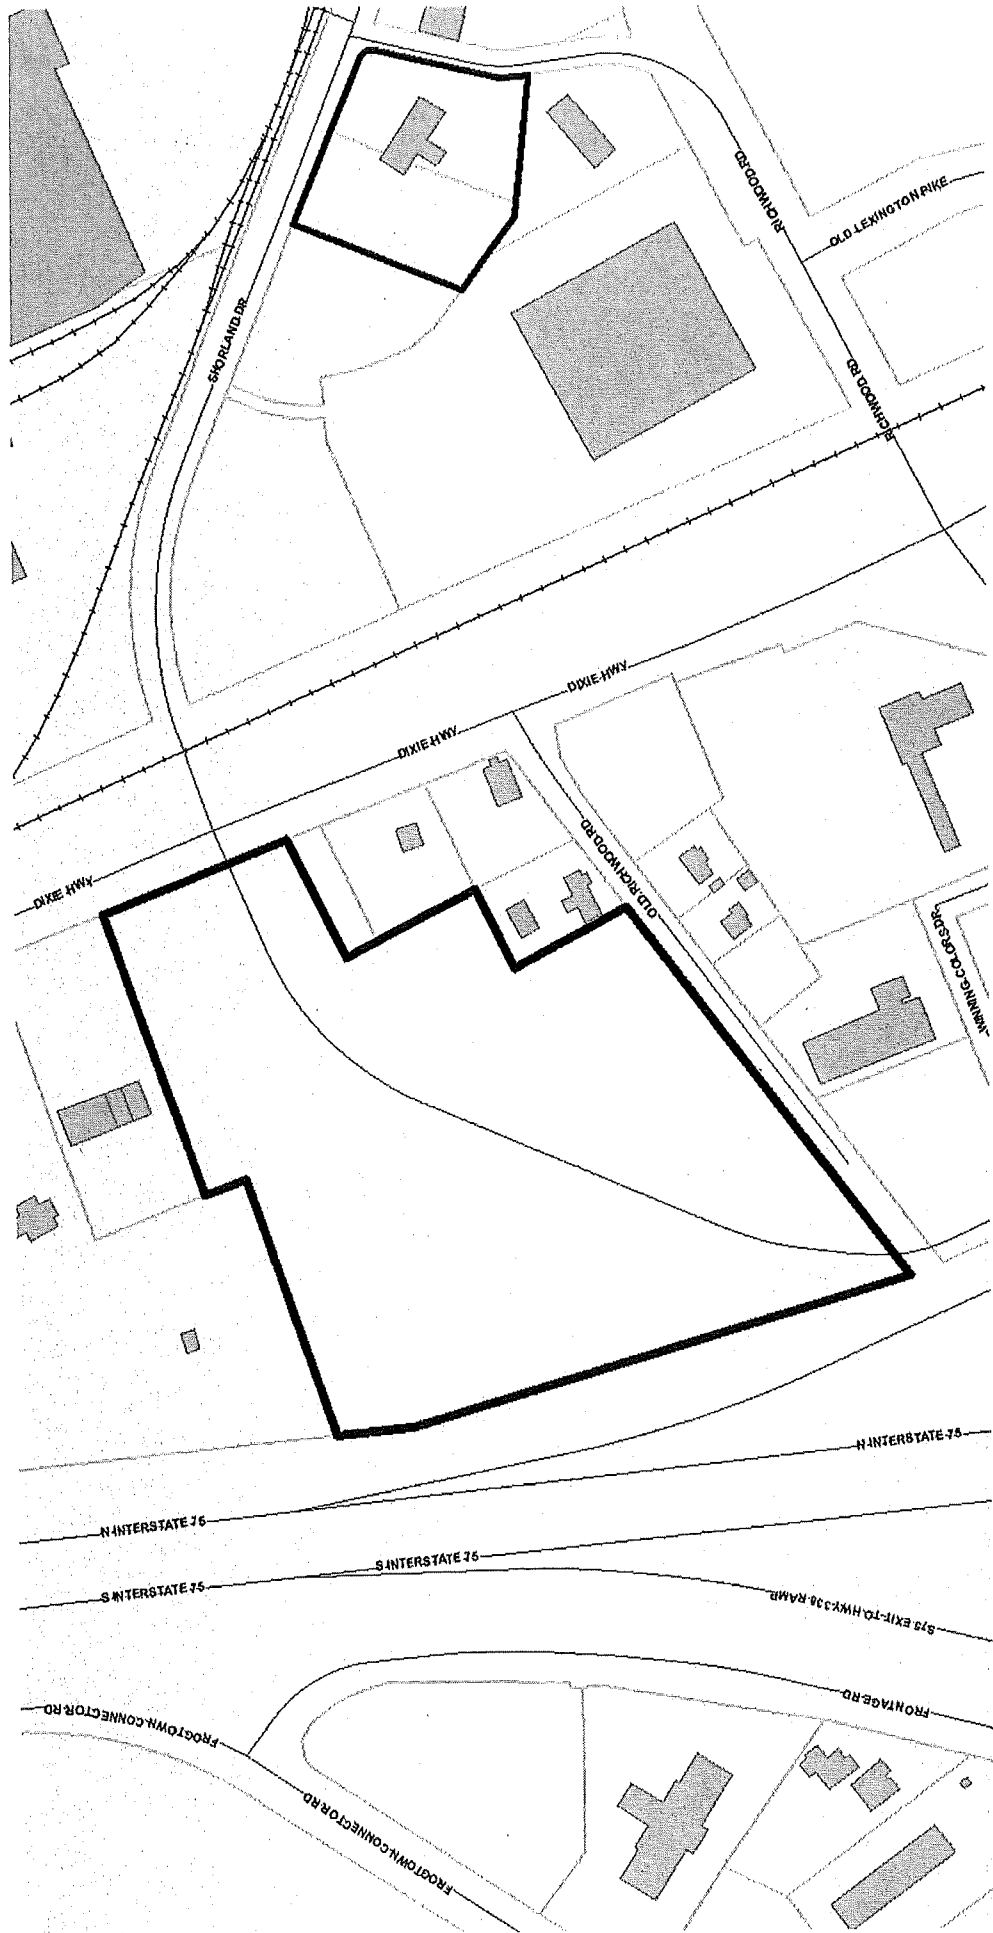 RICHWOOD RD
OLD LEXINGTON PIKE
SHORLAND DR
RICHWOOD RD
DIXIE HWY
DIXIE HWY
OLD RICHWOOD RD
DIXIE HWY
WINNING COLORS DR
N INTERSTATE 75
N INTERSTATE 75
S INTERSTATE 75
S INTERSTATE 75
S75 EXIT TO HWY 338 RAMP
FRONTAGE RD
FROGTOWN CONNECTOR RD
FROGTOWN CONNECTOR RD